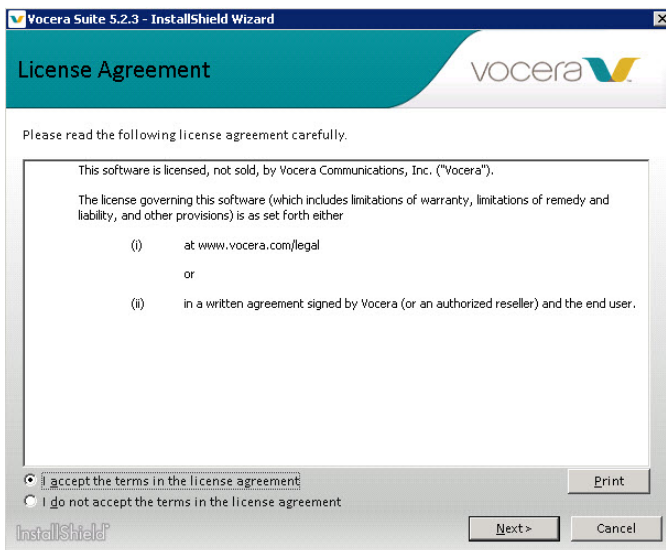 Vocera Suite 5.2.3 - InstallShield Wizard
License Agreement
vocera
Please read the following license agreement carefully.
This software is licensed, not sold, by Vocera Communications, Inc. ("Vocera").
The license governing this software (which includes limitations of warranty, limitations of remedy and
liability, and other provisions) is as set forth either
(i) at www.vocera.com/legal
or
(ii) in a written agreement signed by Vocera (or an authorized reseller) and the end user.
I accept the terms in the license agreement
Print
I do not accept the terms in the license agreement
InstallShield
Next >
Cancel